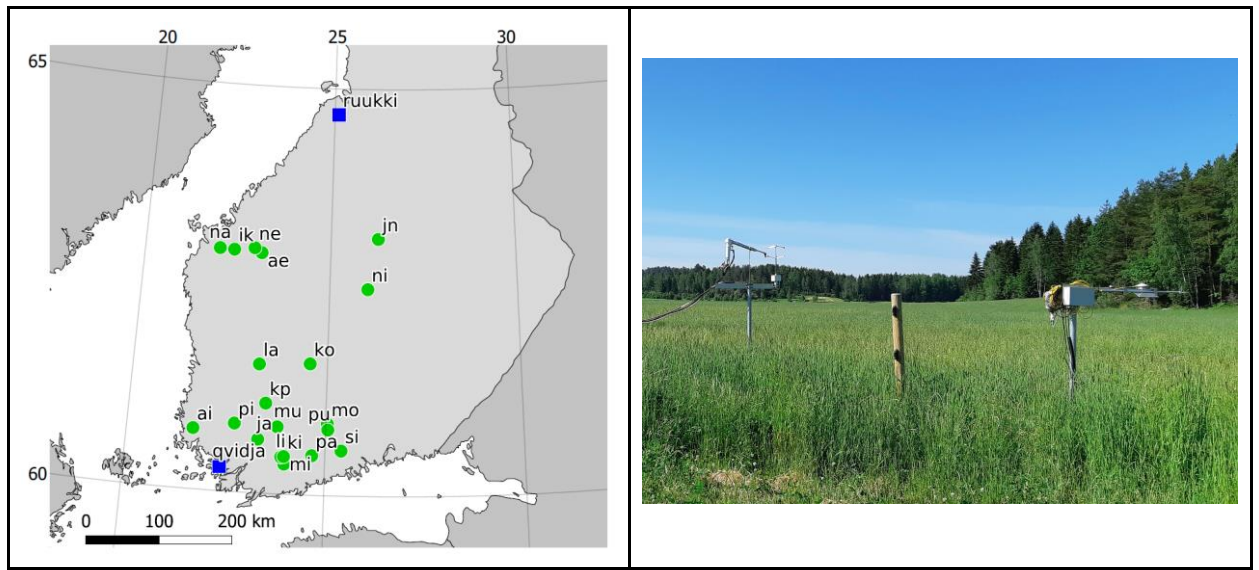 20 25 30
65
ruukki
na ik ne jn
ae
ni
la ko
kp
ai pi mu pu mo
ja
qvidja li ki pa si
mi
60
0 100 200 km